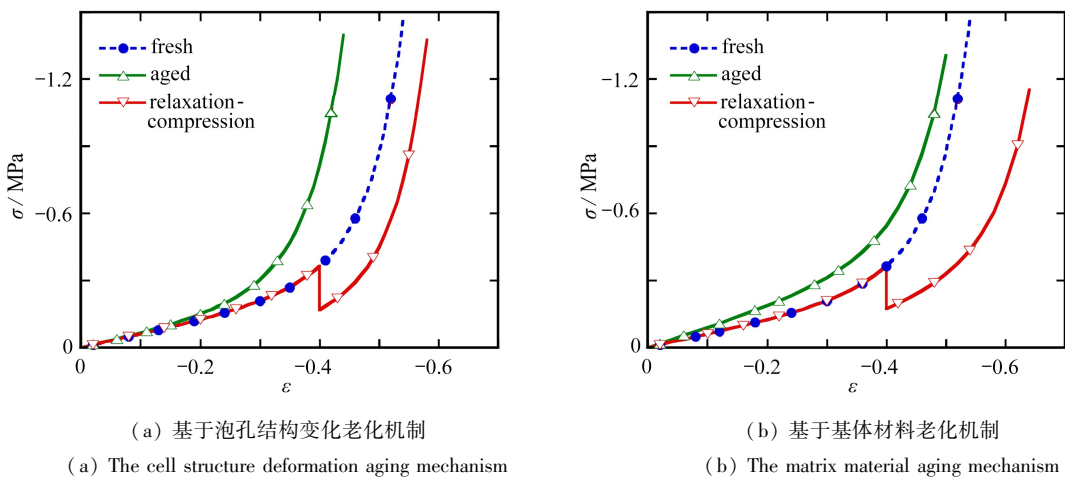 −1.2
−0.6
0
σ/MPa
fresh
aged
relaxation-
compression
0
−0.2
−0.4
−0.6
ε
(a) 基于泡孔结构变化老化机制
(a) The cell structure deformation aging mechanism
−1.2
−0.6
0
σ/MPa
fresh
aged
relaxation-
compression
0
−0.2
−0.4
−0.6
ε
(b) 基于基体材料老化机制
(b) The matrix material aging mechanism